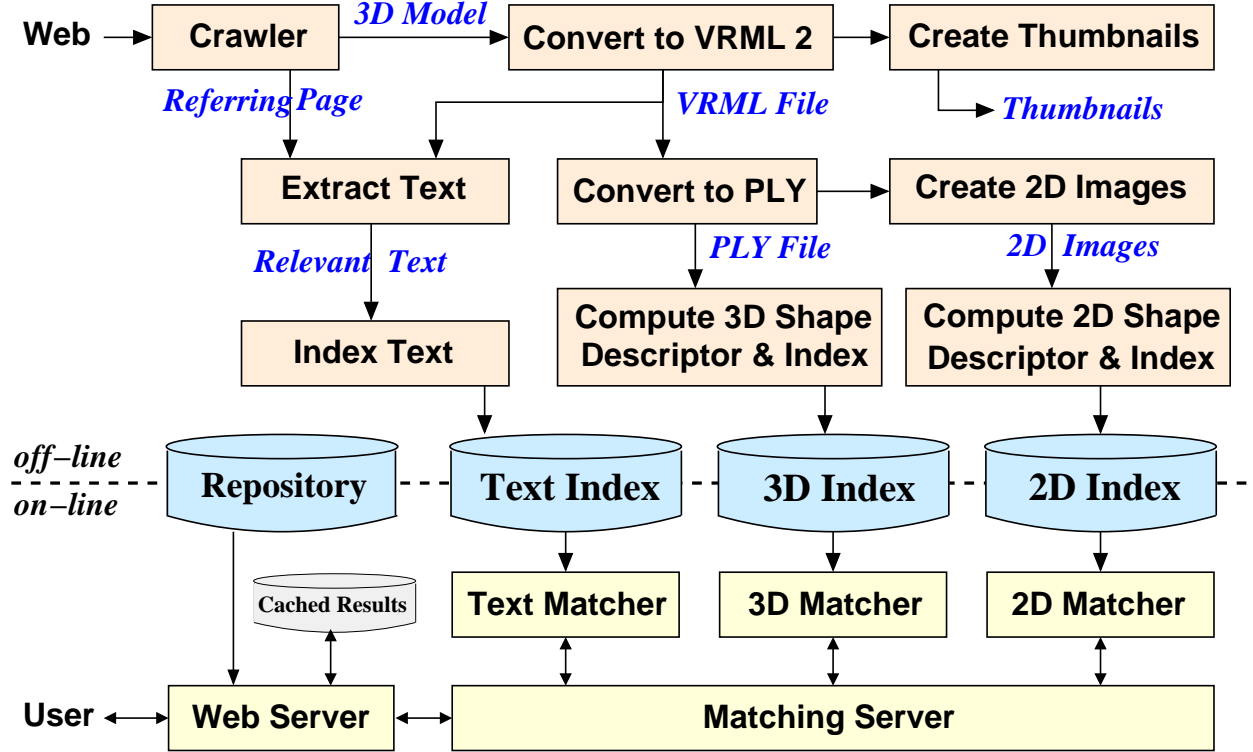 3D Model
Web
Crawler
Convert to VRML 2
Create Thumbnails
Referring Page
VRML File
Thumbnails
Extract Text
Convert to PLY
Create 2D Images
Relevant Text
PLY File
2D Images
Index Text
Compute 3D Shape
Descriptor & Index
Compute 2D Shape
Descriptor & Index
off-line
on-line
Repository
Text Index
3D Index
2D Index
Cached Results
Text Matcher
3D Matcher
2D Matcher
User
Web Server
Matching Server